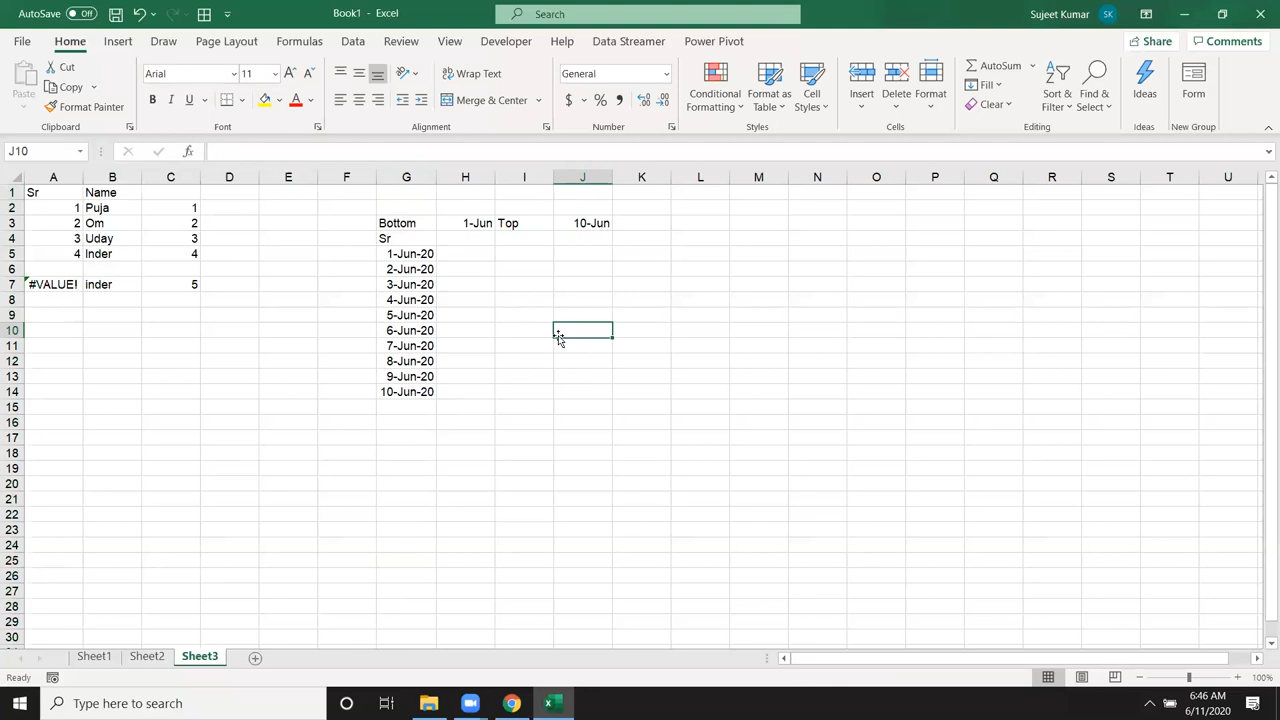 AutoSave Off Book1 - Excel Search Sujeet Kumar SK
File Home Insert Draw Page Layout Formulas Data Review View Developer Help Data Streamer Power Pivot Share Comments
Paste Cut Copy Format Painter Clipboard
Arial 11 B I U A Font
Wrap Text Merge & Center Alignment
General $ % , Number
Conditional Formatting Format as Table Cell Styles Styles
Insert Delete Format Cells
AutoSum Fill Clear Sort & Filter Find & Select Editing
Ideas Ideas
Form New Group
J10 fx
A B C D E F G H I J K L M N O P Q R S T U
1 Sr Name
2 1 Puja 1
3 2 Om 2 Bottom 1-Jun Top 10-Jun
4 3 Uday 3 Sr
5 4 Inder 4 1-Jun-20
6 2-Jun-20
7 #VALUE! inder 5 3-Jun-20
8 4-Jun-20
9 5-Jun-20
10 6-Jun-20
11 7-Jun-20
12 8-Jun-20
13 9-Jun-20
14 10-Jun-20
15
16
17
18
19
20
21
22
23
24
25
26
27
28
29
30
Sheet1 Sheet2 Sheet3
Ready 100%
Type here to search 6:46 AM
6/11/2020